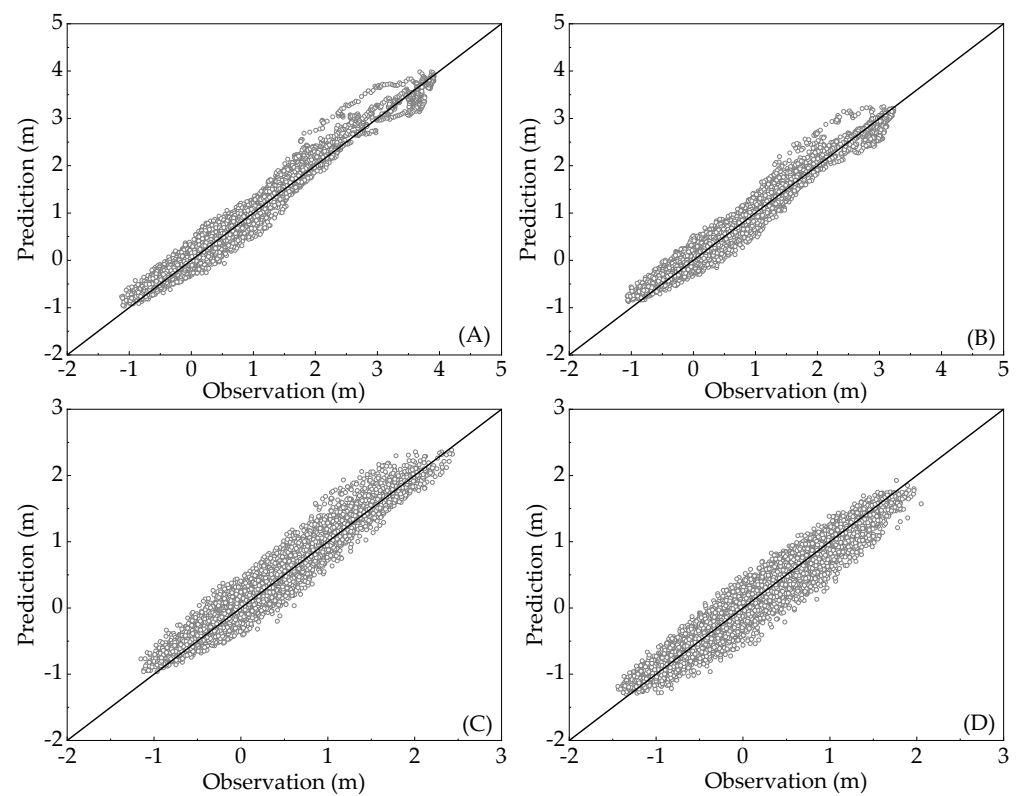 5 5
4 4
3 3
2 2
1 1
0 0
-1 -1
-2 -2
Prediction (m) Prediction (m)
(A) (B)
-2 -1 0 1 2 3 4 5 -2 -1 0 1 2 3 4 5
Observation (m) Observation (m)
3 3
2 2
1 1
0 0
-1 -1
-2 -2
Prediction (m) Prediction (m)
(C) (D)
-2 -1 0 1 2 3 -2 -1 0 1 2 3
Observation (m) Observation (m)